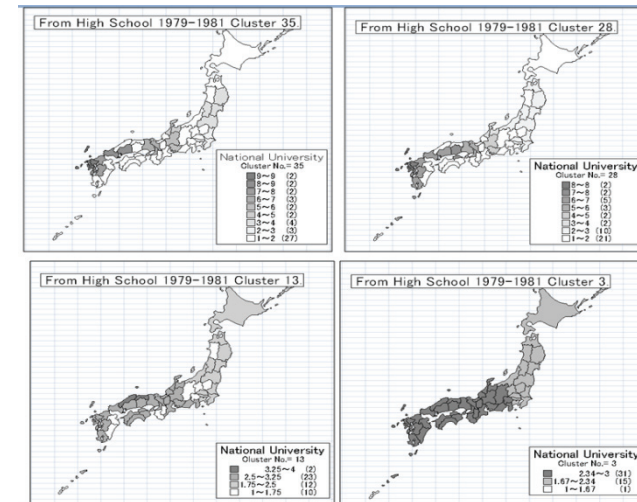 From High School 1979-1981 Cluster 35
National University
Cluster No.= 35
9～9 (2)
8～9 (2)
7～8 (2)
6～7 (3)
5～6 (2)
4～5 (2)
3～4 (4)
2～3 (3)
1～2 (27)
From High School 1979-1981 Cluster 28.
National University
Cluster No.= 28
8～8 (2)
7～8 (2)
6～7 (5)
5～6 (3)
4～5 (2)
3～4 (2)
2～3 (10)
1～2 (21)
From High School 1979-1981 Cluster 13.
National University
Cluster No.= 13
3.25～4 (2)
2.5～3.25 (23)
1.75～2.5 (12)
1～1.75 (10)
From High School 1979-1981 Cluster 3.
National University
Cluster No.= 3
2.34～3 (31)
1.67～2.34 (15)
1～1.67 (1)